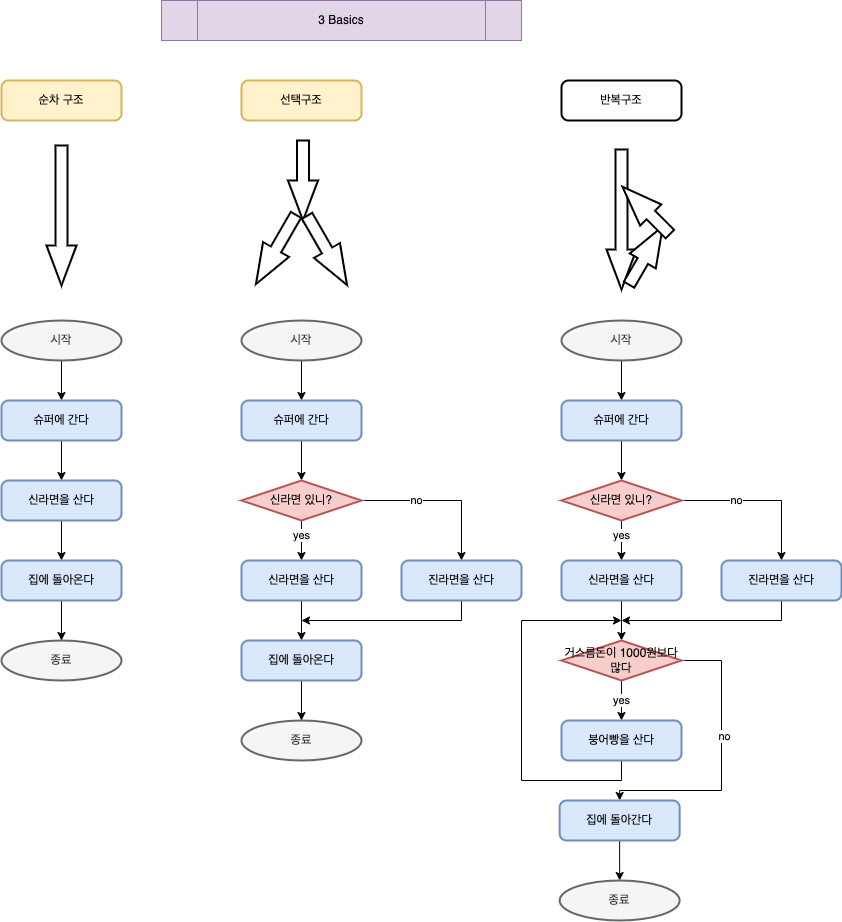 3 Basics
순차 구조
선택구조
반복구조
시작
시작
시작
슈퍼에 간다
슈퍼에 간다
슈퍼에 간다
신라면을 산다
신라면 있니?
no
신라면 있니?
no
yes
yes
집에 돌아온다
신라면을 산다
진라면을 산다
신라면을 산다
진라면을 산다
종료
집에 돌아온다
거스름돈이 1000원보다
많다
yes
종료
붕어빵을 산다
no
집에 돌아간다
종료